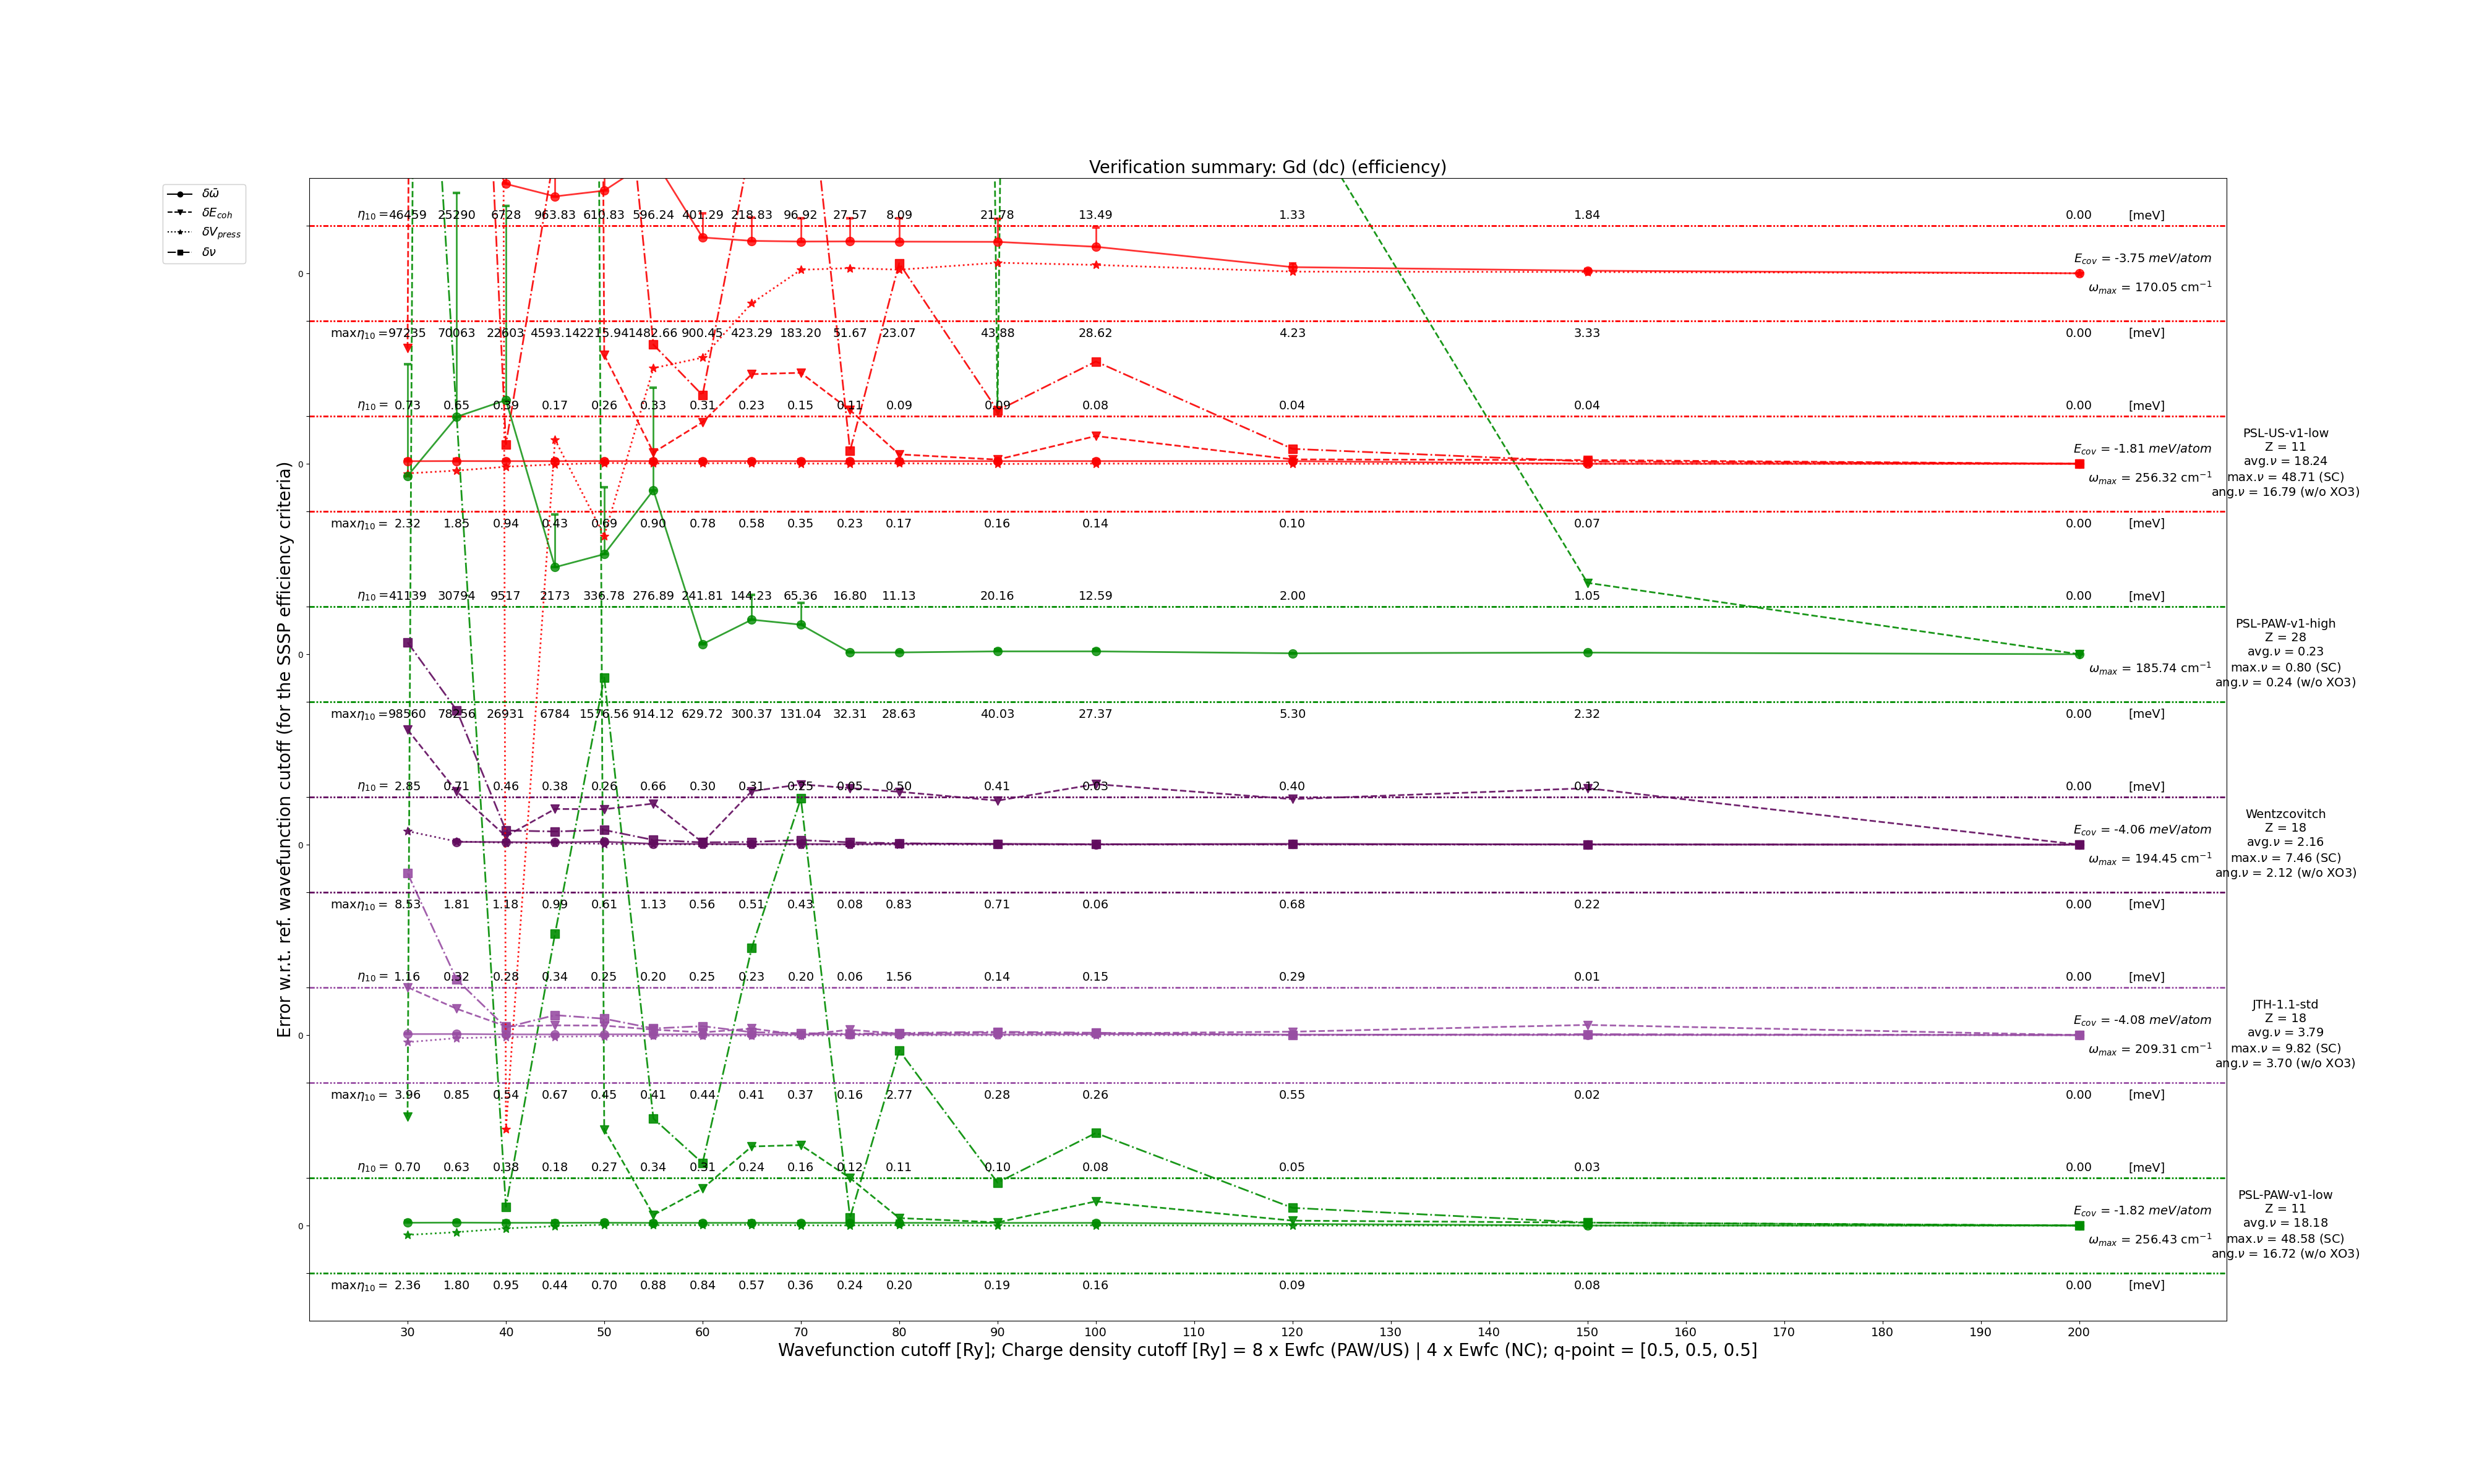 Verification summary: Gd (dc) (efficiency)
δω̄
δE_coh
δV_press
δν
Error w.r.t. ref. wavefunction cutoff (for the SSSP efficiency criteria)
η₁₀ = 46459 25290 6728 963.83 610.83 596.24 401.29 218.83 96.92 27.57 8.09 21.78 13.49 1.33 1.84 0.00 [meV]
E_cov = -3.75 meV/atom
0
ω_max = 170.05 cm⁻¹
maxη₁₀ = 97235 70063 22603 4593.14 2215.94 1482.66 900.45 423.29 183.20 51.67 23.07 43.88 28.62 4.23 3.33 0.00 [meV]
η₁₀ = 0.73 0.65 0.39 0.17 0.26 0.33 0.31 0.23 0.15 0.11 0.09 0.09 0.08 0.04 0.04 0.00 [meV]
E_cov = -1.81 meV/atom
0
ω_max = 256.32 cm⁻¹
PSL-US-v1-low
Z = 11
avg.ν = 18.24
max.ν = 48.71 (SC)
ang.ν = 16.79 (w/o XO3)
maxη₁₀ = 2.32 1.85 0.94 0.43 0.69 0.90 0.78 0.58 0.35 0.23 0.17 0.16 0.14 0.10 0.07 0.00 [meV]
η₁₀ = 41139 30794 9517 2173 336.78 276.89 241.81 144.23 65.36 16.80 11.13 20.16 12.59 2.00 1.05 0.00 [meV]
0
ω_max = 185.74 cm⁻¹
PSL-PAW-v1-high
Z = 28
avg.ν = 0.23
max.ν = 0.80 (SC)
ang.ν = 0.24 (w/o XO3)
maxη₁₀ = 98560 78256 26931 6784 1576.56 914.12 629.72 300.37 131.04 32.31 28.63 40.03 27.37 5.30 2.32 0.00 [meV]
η₁₀ = 2.85 0.71 0.46 0.38 0.26 0.66 0.30 0.31 0.25 0.05 0.50 0.41 0.03 0.40 0.12 0.00 [meV]
E_cov = -4.06 meV/atom
0
ω_max = 194.45 cm⁻¹
Wentzcovitch
Z = 18
avg.ν = 2.16
max.ν = 7.46 (SC)
ang.ν = 2.12 (w/o XO3)
maxη₁₀ = 8.53 1.81 1.18 0.99 0.61 1.13 0.56 0.51 0.43 0.08 0.83 0.71 0.06 0.68 0.22 0.00 [meV]
η₁₀ = 1.16 0.32 0.28 0.34 0.25 0.20 0.25 0.23 0.20 0.06 1.56 0.14 0.15 0.29 0.01 0.00 [meV]
E_cov = -4.08 meV/atom
0
ω_max = 209.31 cm⁻¹
JTH-1.1-std
Z = 18
avg.ν = 3.79
max.ν = 9.82 (SC)
ang.ν = 3.70 (w/o XO3)
maxη₁₀ = 3.96 0.85 0.54 0.67 0.45 0.41 0.44 0.41 0.37 0.16 2.77 0.28 0.26 0.55 0.02 0.00 [meV]
η₁₀ = 0.70 0.63 0.38 0.18 0.27 0.34 0.31 0.24 0.16 0.12 0.11 0.10 0.08 0.05 0.03 0.00 [meV]
E_cov = -1.82 meV/atom
0
ω_max = 256.43 cm⁻¹
PSL-PAW-v1-low
Z = 11
avg.ν = 18.18
max.ν = 48.58 (SC)
ang.ν = 16.72 (w/o XO3)
maxη₁₀ = 2.36 1.80 0.95 0.44 0.70 0.88 0.84 0.57 0.36 0.24 0.20 0.19 0.16 0.09 0.08 0.00 [meV]
30 40 50 60 70 80 90 100 110 120 130 140 150 160 170 180 190 200
Wavefunction cutoff [Ry]; Charge density cutoff [Ry] = 8 x Ewfc (PAW/US) | 4 x Ewfc (NC); q-point = [0.5, 0.5, 0.5]